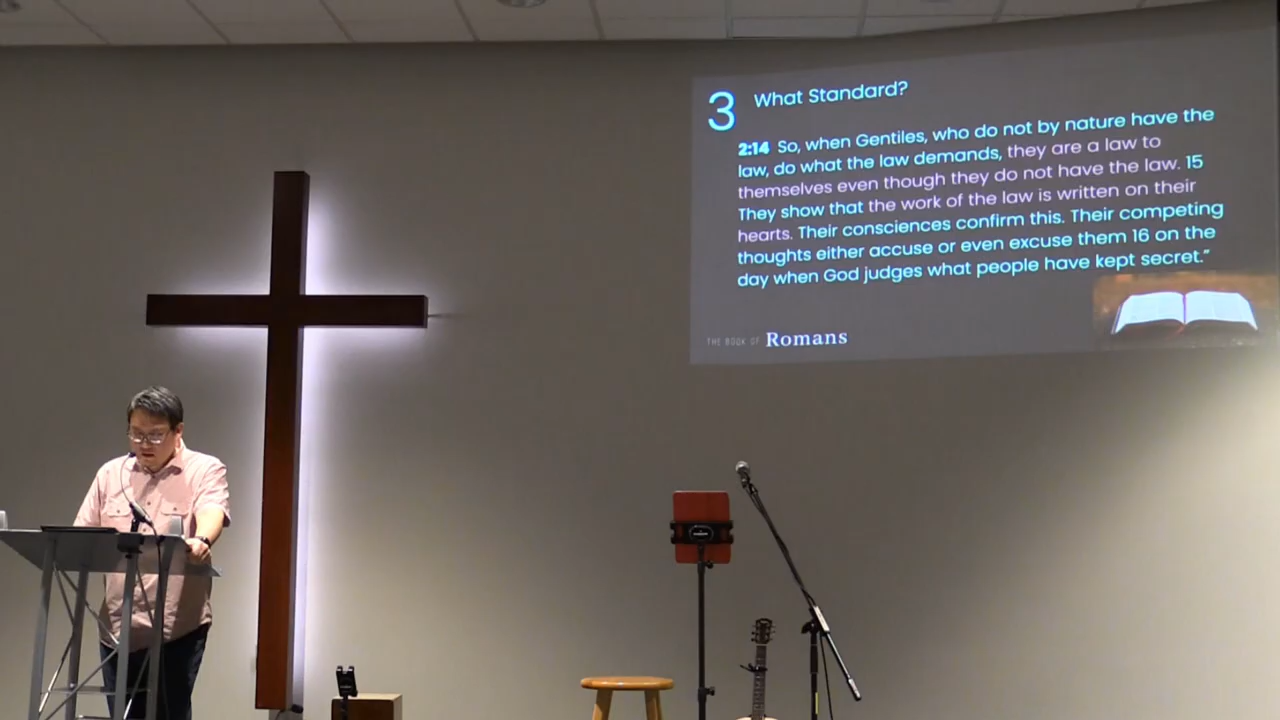 3 What Standard?
2:14 So, when Gentiles, who do not by nature have the
law, do what the law demands, they are a law to
themselves even though they do not have the law. 15
They show that the work of the law is written on their
hearts. Their consciences confirm this. Their competing
thoughts either accuse or even excuse them 16 on the
day when God judges what people have kept secret.”
THE BOOK OF Romans